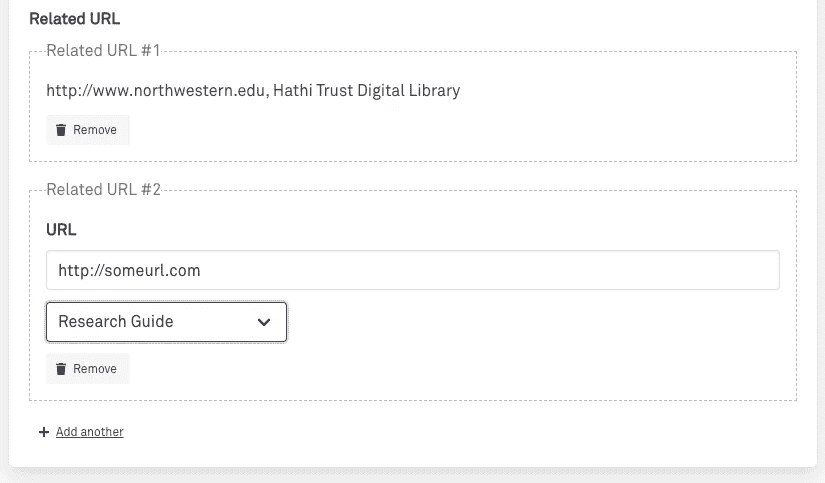 Related URL
Related URL #1
http://www.northwestern.edu, Hathi Trust Digital Library
Remove
Related URL #2
URL
http://someurl.com
Research Guide
Remove
Add another